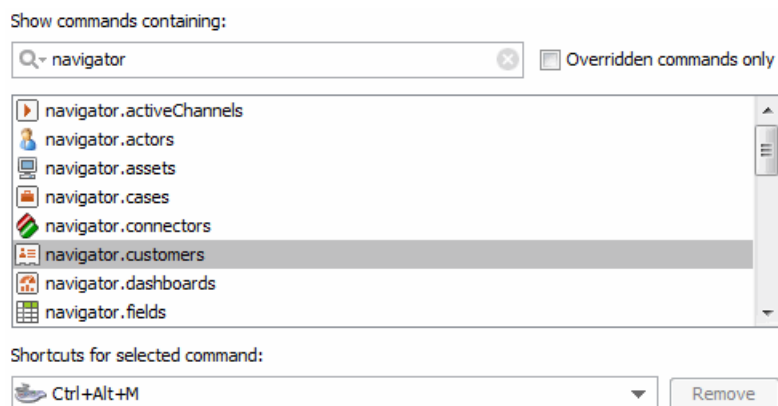 Show commands containing:
navigator
Overridden commands only
navigator.activeChannels
navigator.actors
navigator.assets
navigator.cases
navigator.connectors
navigator.customers
navigator.dashboards
navigator.fields
Shortcuts for selected command:
Ctrl+Alt+M
Remove